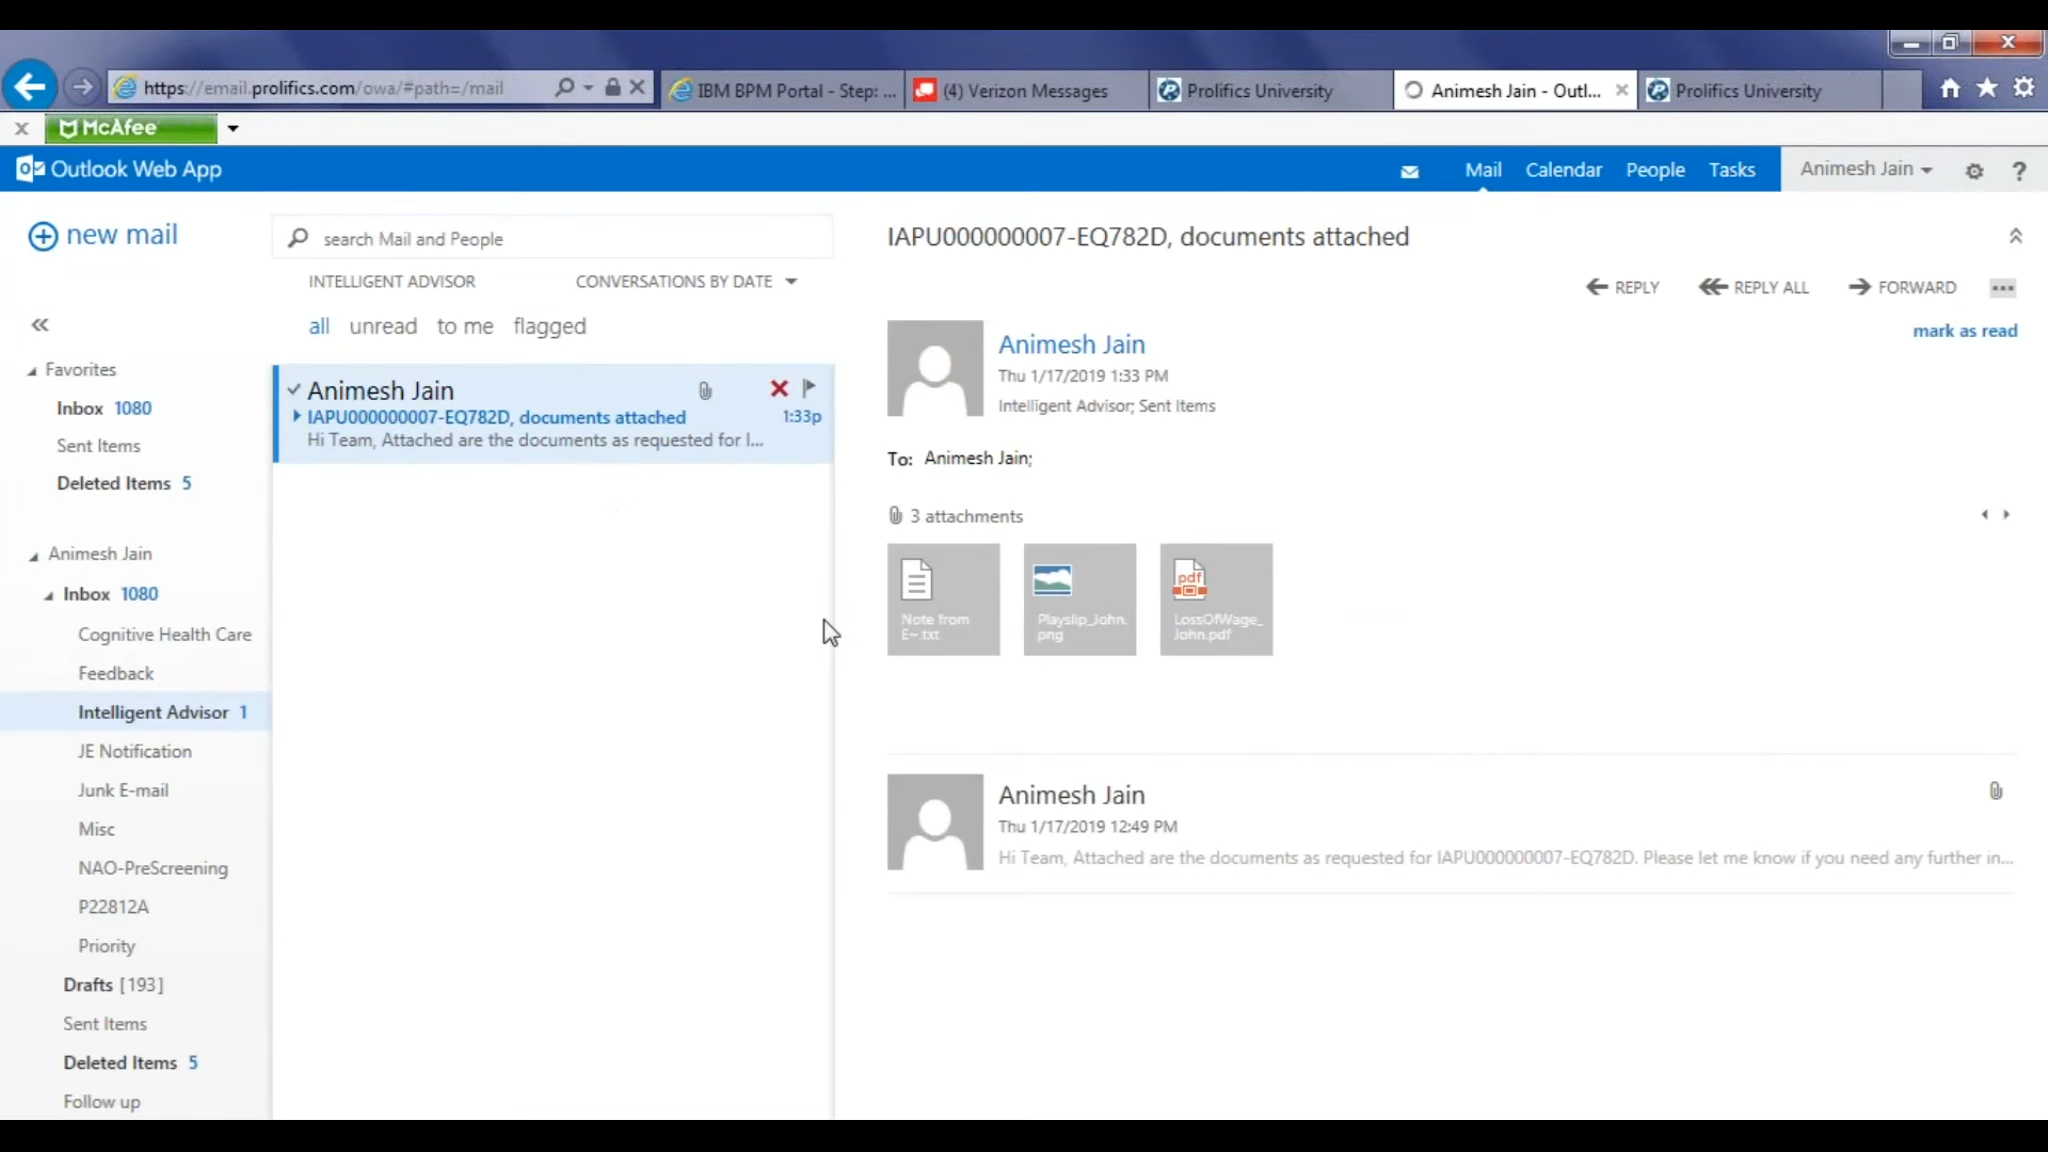 https://email.prolifics.com/owa/#path=/mail
IBM BPM Portal - Step: ...
(4) Verizon Messages
Prolifics University
Animesh Jain - Outl...
Prolifics University
McAfee
Outlook Web App
Mail
Calendar
People
Tasks
Animesh Jain
?
new mail
search Mail and People
INTELLIGENT ADVISOR
CONVERSATIONS BY DATE
all
unread
to me
flagged
Favorites
Inbox 1080
Sent Items
Deleted Items 5
Animesh Jain
Inbox 1080
Cognitive Health Care
Feedback
Intelligent Advisor 1
JE Notification
Junk E-mail
Misc
NAO-PreScreening
P22812A
Priority
Drafts [193]
Sent Items
Deleted Items 5
Follow up
Animesh Jain
IAPU000000007-EQ782D, documents attached
1:33p
Hi Team, Attached are the documents as requested for I...
IAPU000000007-EQ782D, documents attached
REPLY
REPLY ALL
FORWARD
mark as read
Animesh Jain
Thu 1/17/2019 1:33 PM
Intelligent Advisor; Sent Items
To: Animesh Jain;
3 attachments
Note from
E~.txt
Playslip_John.
png
pdf
LossOfWage_
John.pdf
Animesh Jain
Thu 1/17/2019 12:49 PM
Hi Team, Attached are the documents as requested for IAPU000000007-EQ782D. Please let me know if you need any further in...